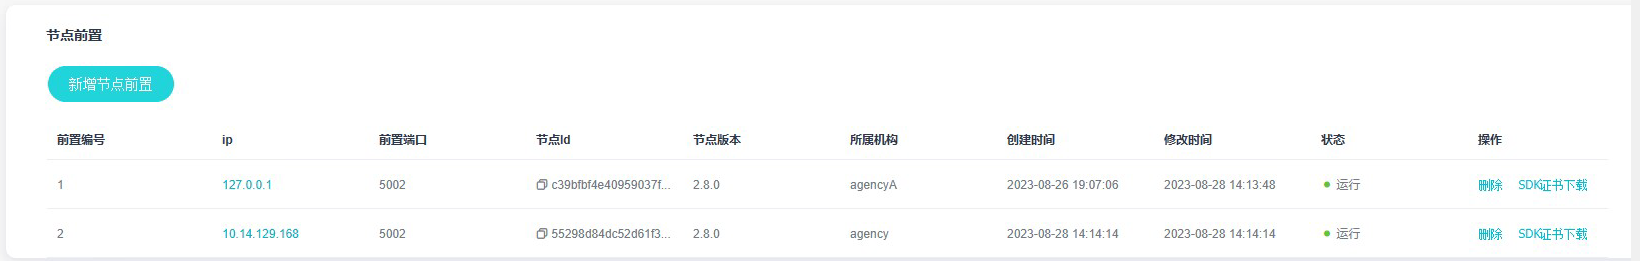 节点前置
新增节点前置
前置编号 ip 前置端口 节点Id 节点版本 所属机构 创建时间 修改时间 状态 操作
1 127.0.0.1 5002 c39bfbf4e40959037f... 2.8.0 agencyA 2023-08-26 19:07:06 2023-08-28 14:13:48 运行 删除 SDK证书下载
2 10.14.129.168 5002 55298d84dc52d61f3... 2.8.0 agency 2023-08-28 14:14:14 2023-08-28 14:14:14 运行 删除 SDK证书下载